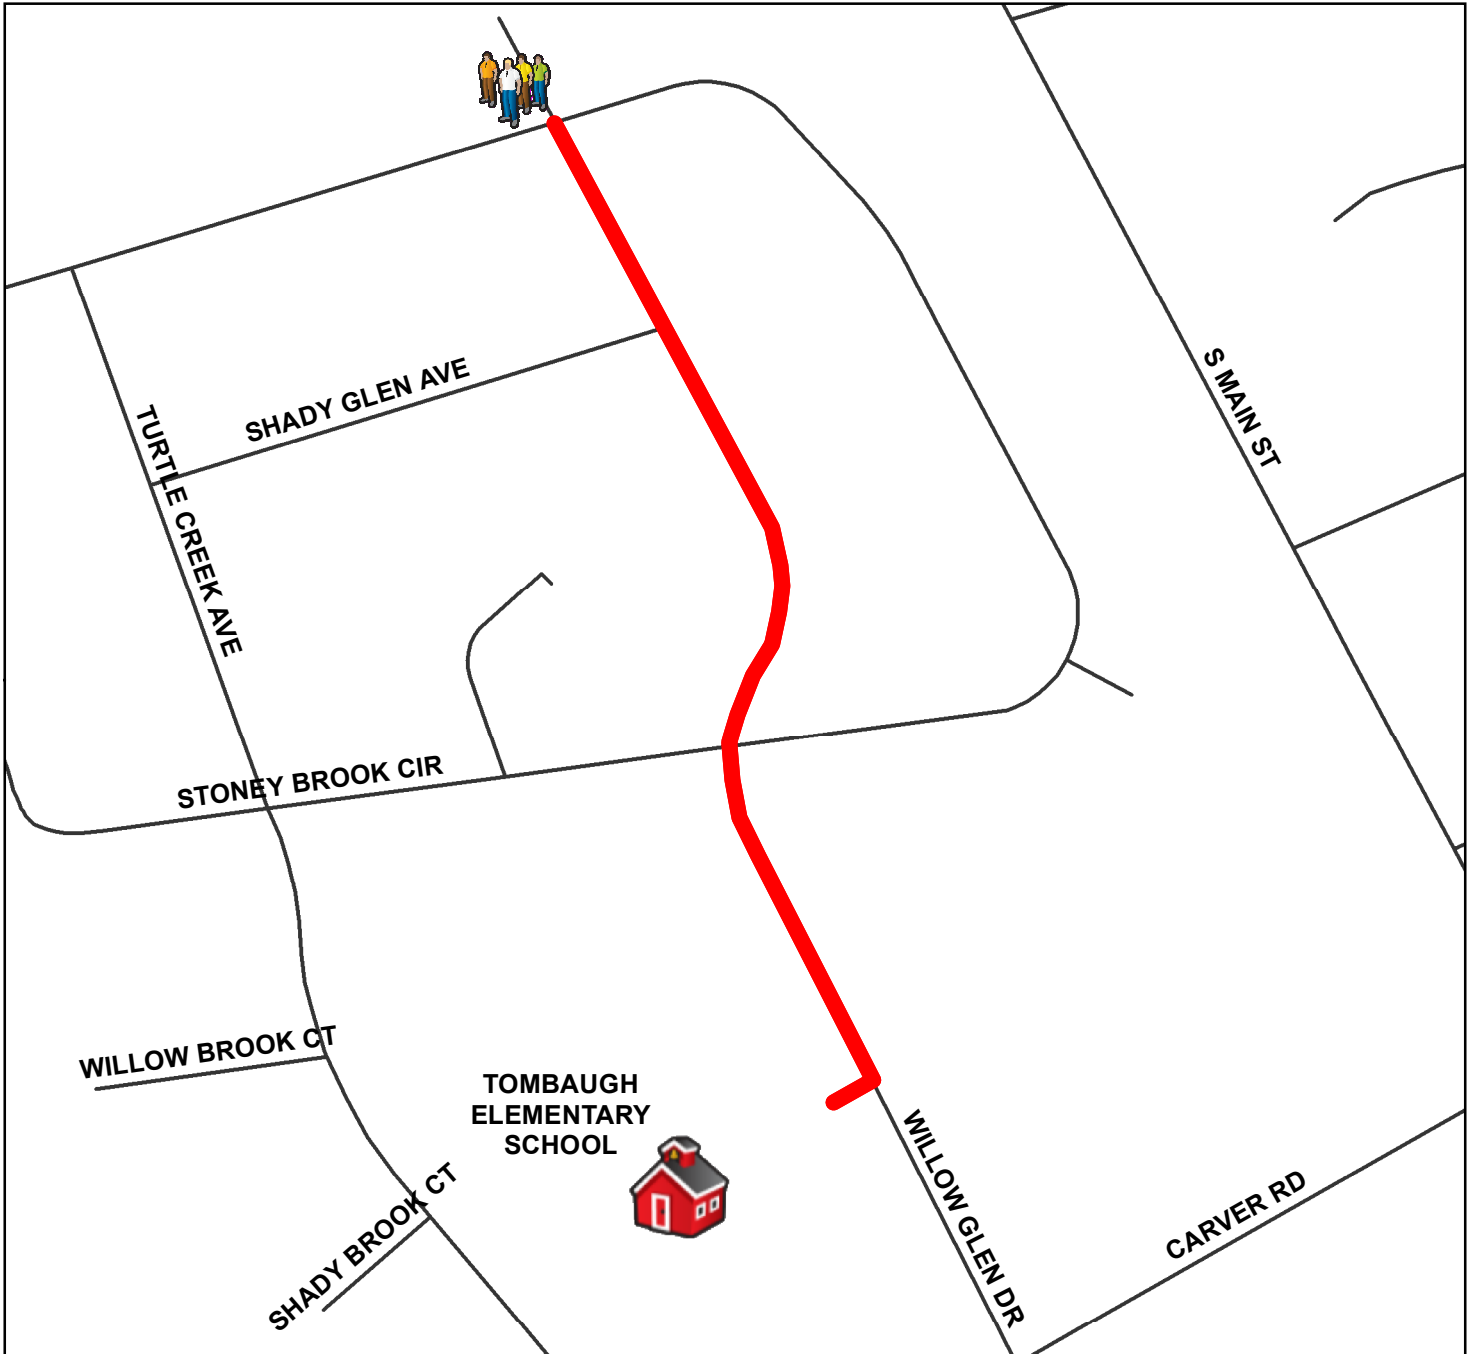 S MAIN ST
SHADY GLEN AVE
TURTLE CREEK AVE
STONEY BROOK CIR
WILLOW BROOK CT
TOMBAUGH
ELEMENTARY
SCHOOL
SHADY BROOK CT
WILLOW GLEN DR
CARVER RD